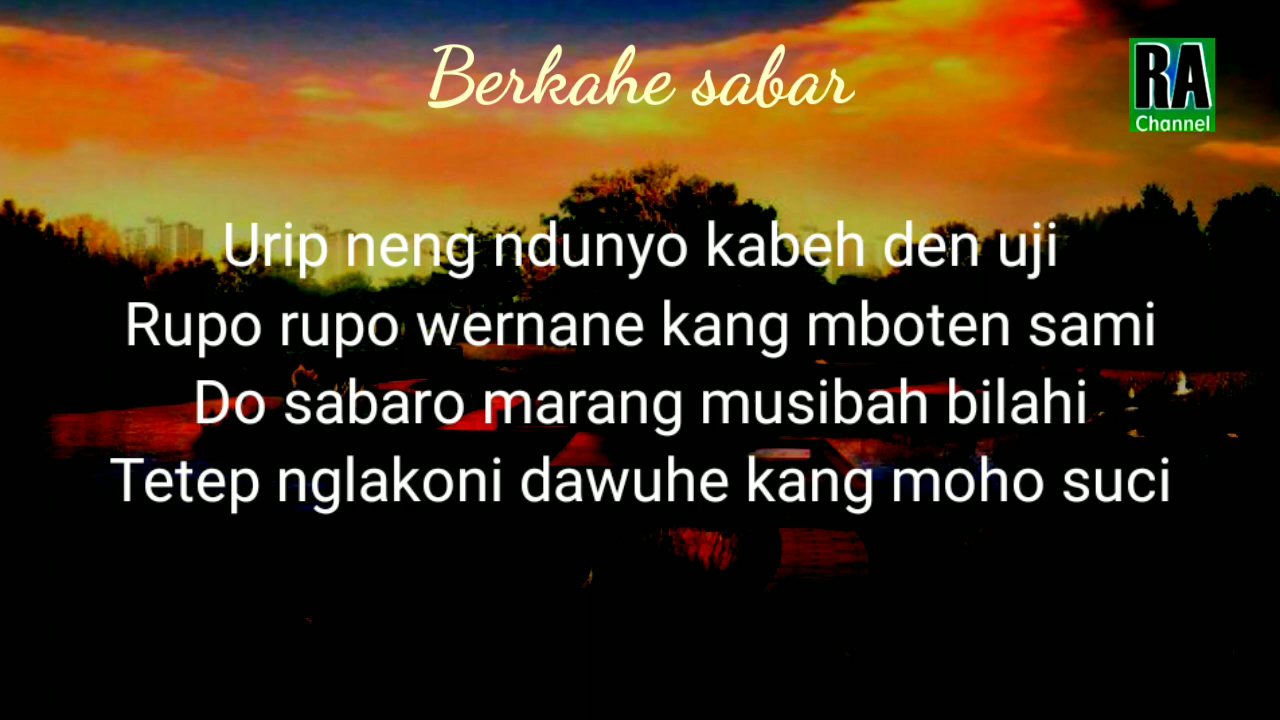 Berkahe sabar
RA
Channel
Urip neng ndunyo kabeh den uji
Rupo rupo wernane kang mboten sami
Do sabaro marang musibah bilahi
Tetep nglakoni dawuhe kang moho suci